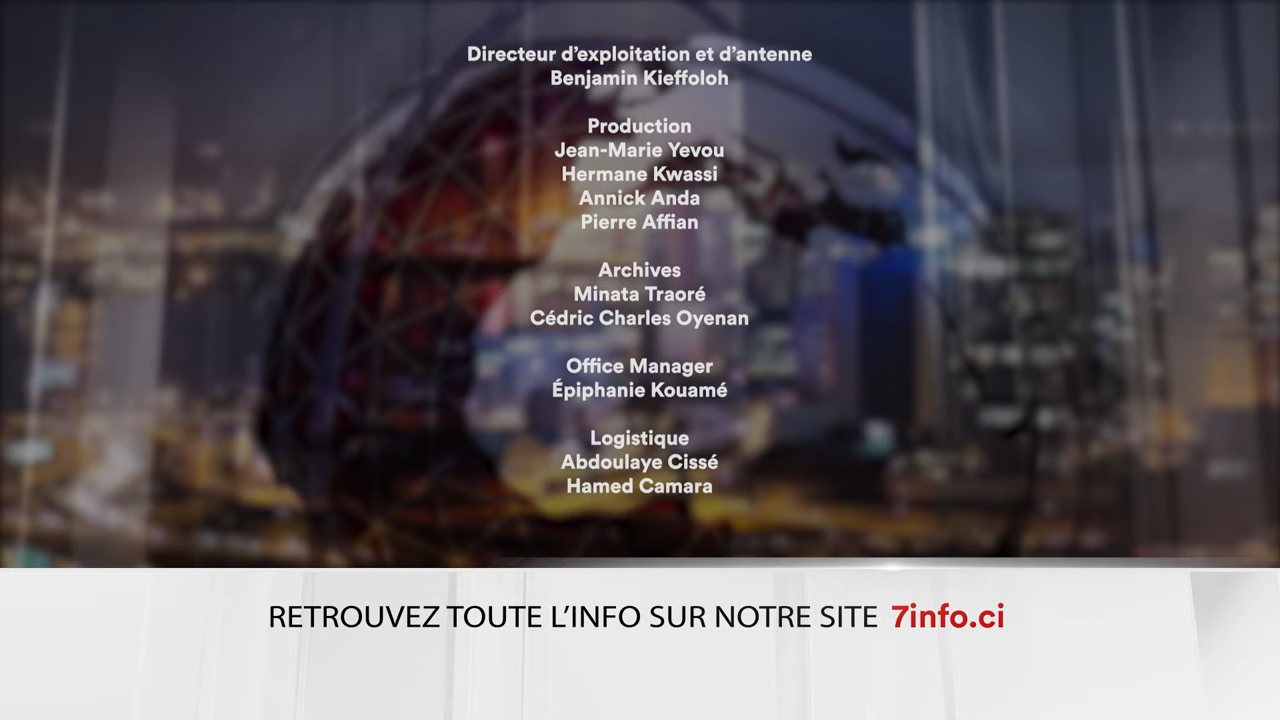 Directeur d’exploitation et d’antenne
Benjamin Kieffoloh
Production
Jean-Marie Yevou
Hermane Kwassi
Annick Anda
Pierre Affian
Archives
Minata Traoré
Cédric Charles Oyenan
Office Manager
Épiphanie Kouamé
Logistique
Abdoulaye Cissé
Hamed Camara
RETROUVEZ TOUTE L’INFO SUR NOTRE SITE 7info.ci